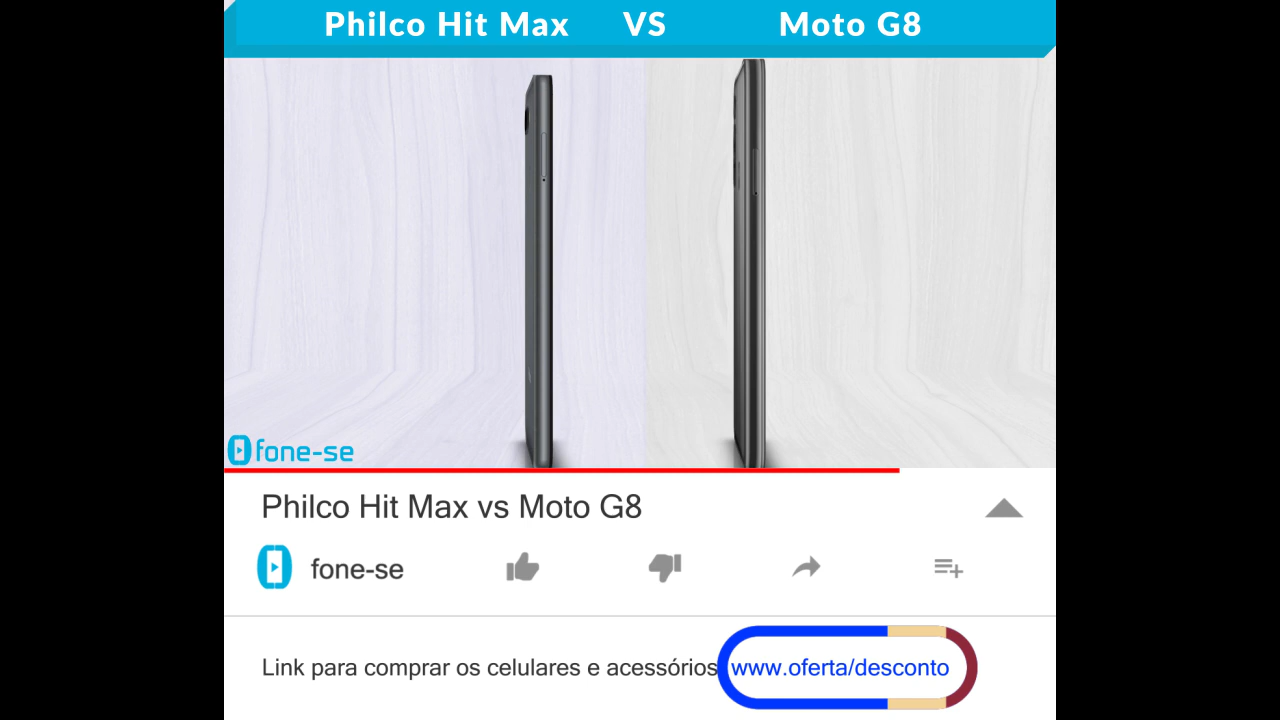 Philco Hit Max VS Moto G8
fone-se
Philco Hit Max vs Moto G8
fone-se
Link para comprar os celulares e acessórios www.oferta/desconto